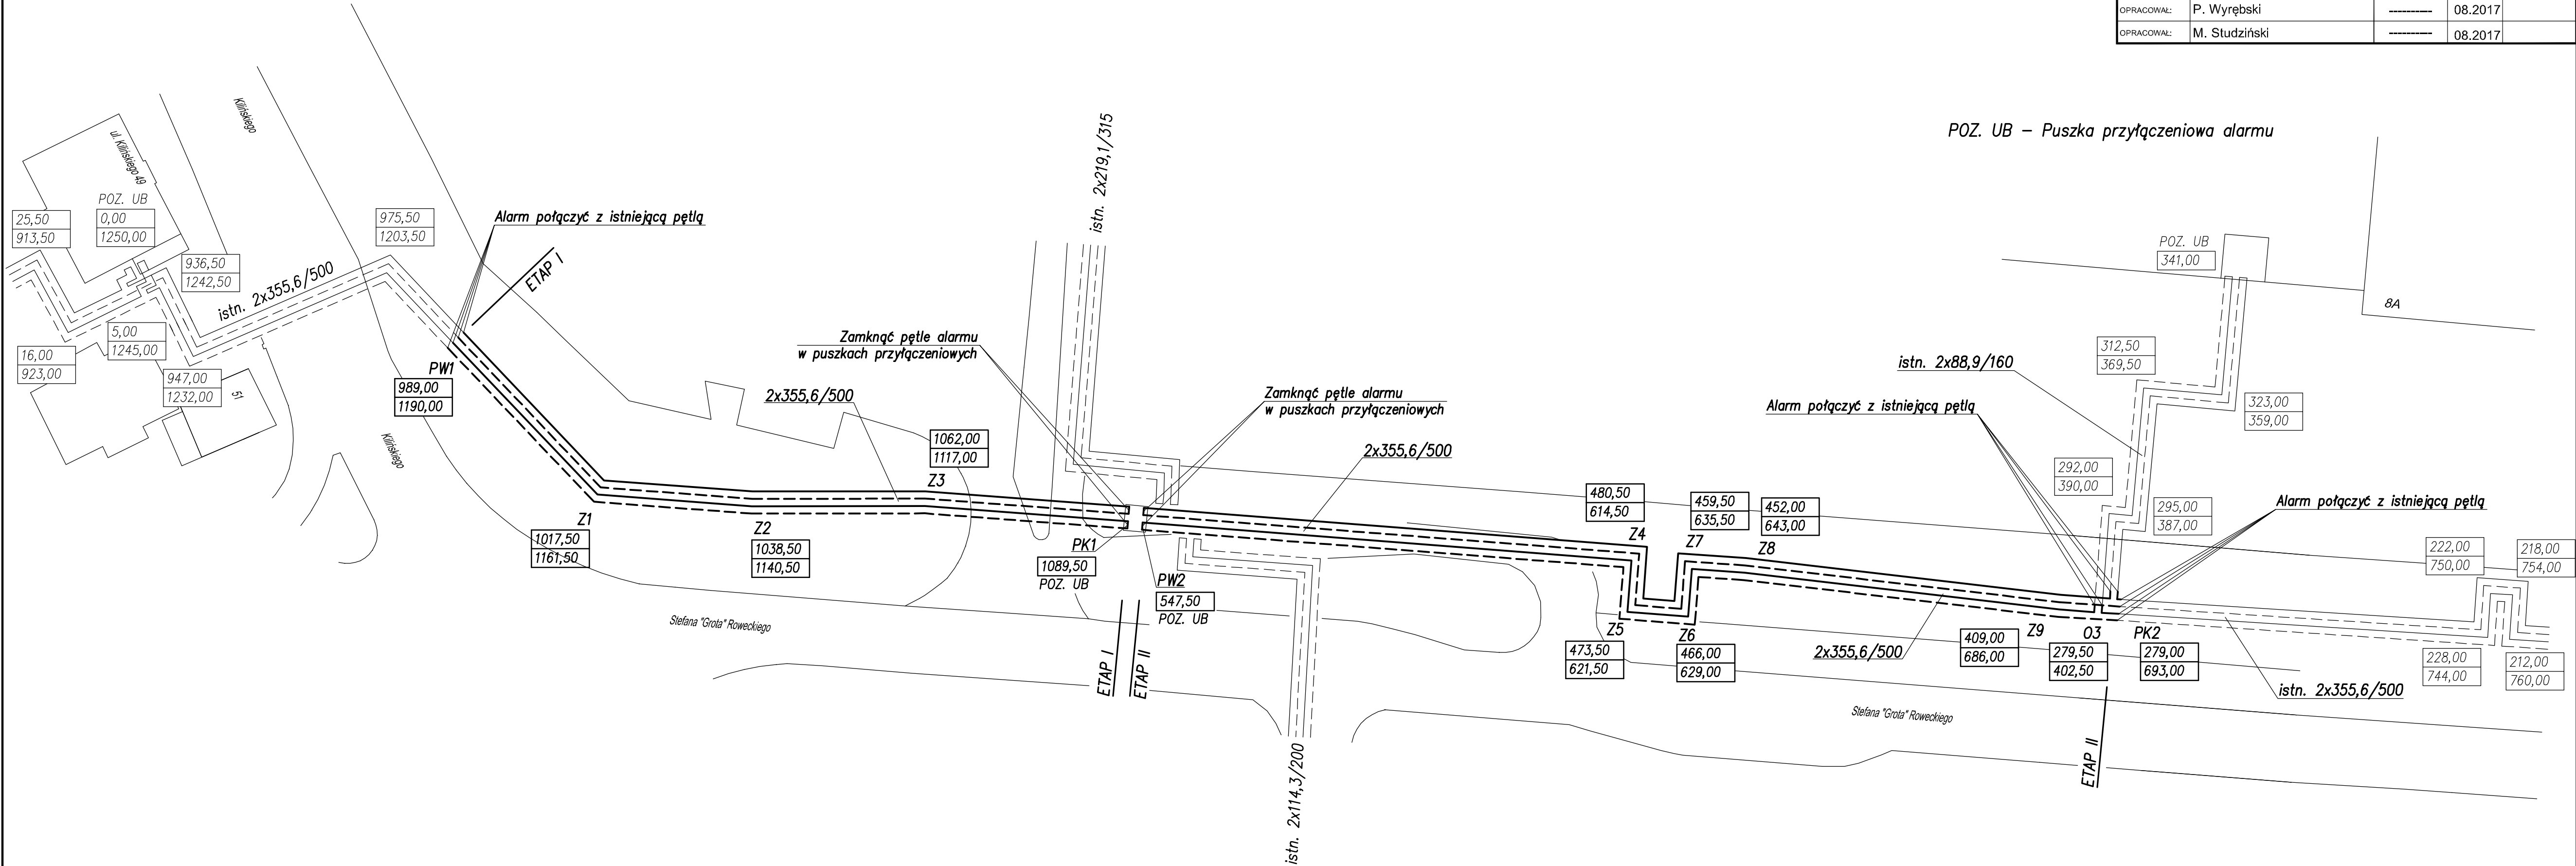 OPRACOWAŁ: P. Wyrębski ---------- 08.2017
OPRACOWAŁ: M. Studziński ---------- 08.2017
POZ. UB – Puszka przyłączeniowa alarmu
Kilińskiego
ul. Kilińskiego 49
POZ. UB
0,00
1250,00
25,50
913,50
936,50
1242,50
istn. 2x355,6/500
5,00
1245,00
16,00
923,00
947,00
1232,00
51
Kilińskiego
975,50
1203,50
Alarm połączyć z istniejącą pętlą
ETAP I
PW1
989,00
1190,00
Z1
1017,50
1161,50
2x355,6/500
Z2
1038,50
1140,50
1062,00
1117,00
Z3
Zamknąć pętle alarmu
w puszkach przyłączeniowych
istn. 2x219,1/315
Zamknąć pętle alarmu
w puszkach przyłączeniowych
2x355,6/500
PK1
1089,50
POZ. UB
PW2
547,50
POZ. UB
ETAP I
ETAP II
Stefana "Grota" Roweckiego
istn. 2x114,3/200
480,50
614,50
Z4
459,50
635,50
Z7
452,00
643,00
Z8
Z5
473,50
621,50
Z6
466,00
629,00
2x355,6/500
409,00
686,00
Z9
O3
279,50
402,50
PK2
279,00
693,00
ETAP II
Stefana "Grota" Roweckiego
POZ. UB
341,00
8A
312,50
369,50
istn. 2x88,9/160
323,00
359,00
Alarm połączyć z istniejącą pętlą
292,00
390,00
295,00
387,00
Alarm połączyć z istniejącą pętlą
222,00
750,00
218,00
754,00
228,00
744,00
212,00
760,00
istn. 2x355,6/500